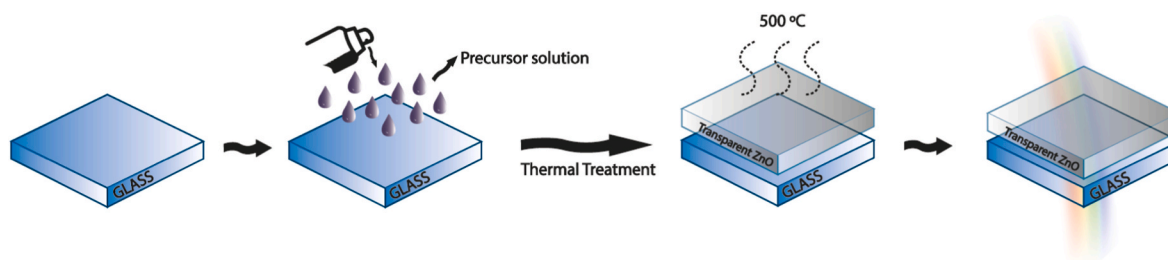 GLASS
Precursor solution
GLASS
Thermal Treatment
500 ºC
Transparent ZnO
GLASS
Transparent ZnO
GLASS